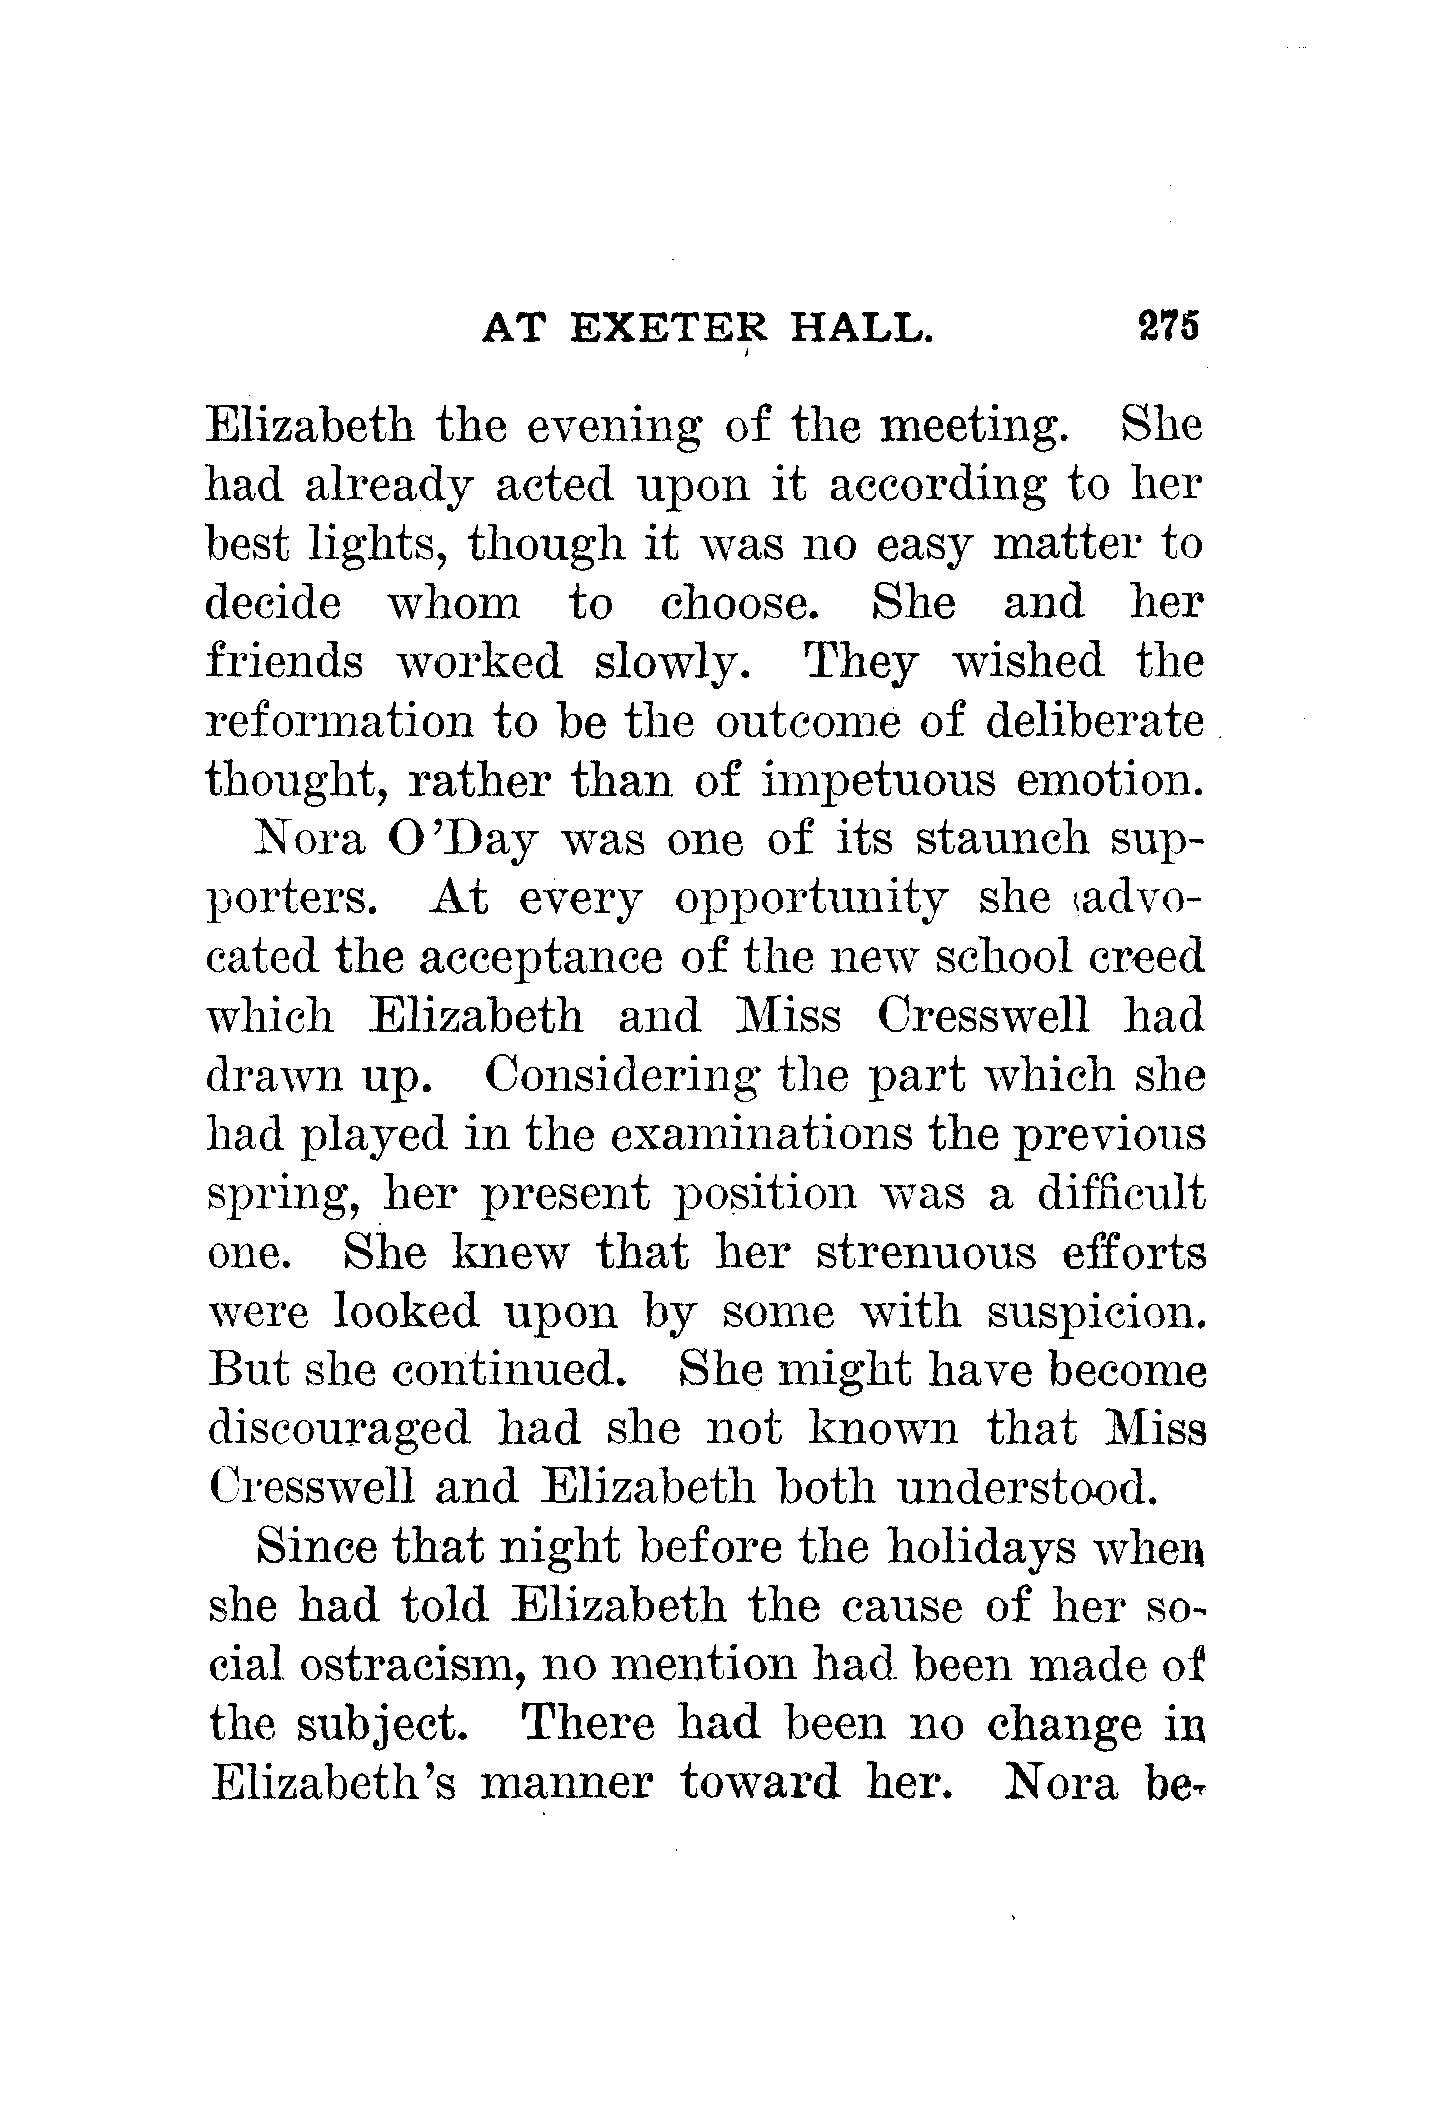 AT EXETER HALL. 275
Elizabeth the evening of the meeting. She
had already acted upon it according to her
best lights, though it was no easy matter to
decide whom to choose. She and her
friends worked slowly. They wished the
reformation to be the outcome of deliberate
thought, rather than of impetuous emotion.
Nora O'Day was one of its staunch sup-
porters. At every opportunity she advo-
cated the acceptance of the new school creed
which Elizabeth and Miss Cresswell had
drawn up. Considering the part which she
had played in the examinations the previous
spring, her present position was a difficult
one. She knew that her strenuous efforts
were looked upon by some with suspicion.
But she continued. She might have become
discouraged had she not known that Miss
Cresswell and Elizabeth both understood.
Since that night before the holidays when
she had told Elizabeth the cause of her so-
cial ostracism, no mention had been made of
the subject. There had been no change in
Elizabeth's manner toward her. Nora be-